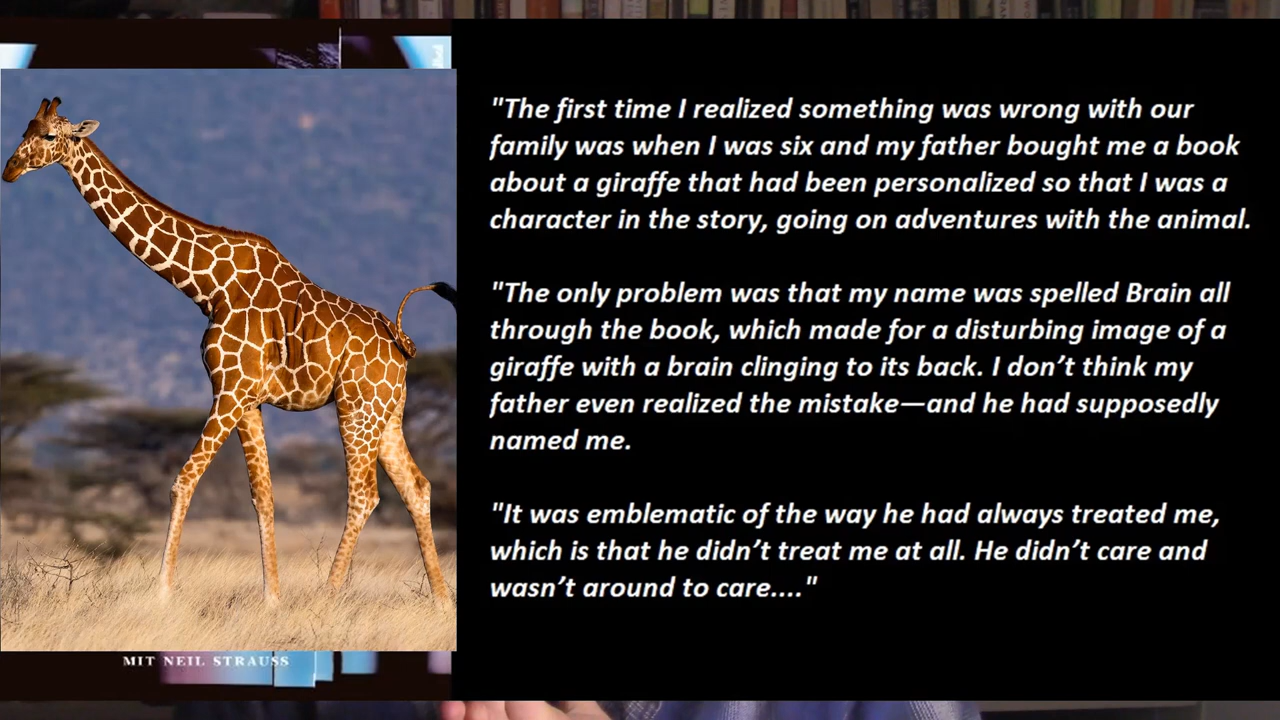 "The first time I realized something was wrong with our
family was when I was six and my father bought me a book
about a giraffe that had been personalized so that I was a
character in the story, going on adventures with the animal.
"The only problem was that my name was spelled Brain all
through the book, which made for a disturbing image of a
giraffe with a brain clinging to its back. I don’t think my
father even realized the mistake—and he had supposedly
named me.
"It was emblematic of the way he had always treated me,
which is that he didn’t treat me at all. He didn’t care and
wasn’t around to care...."
MIT NEIL STRAUSS